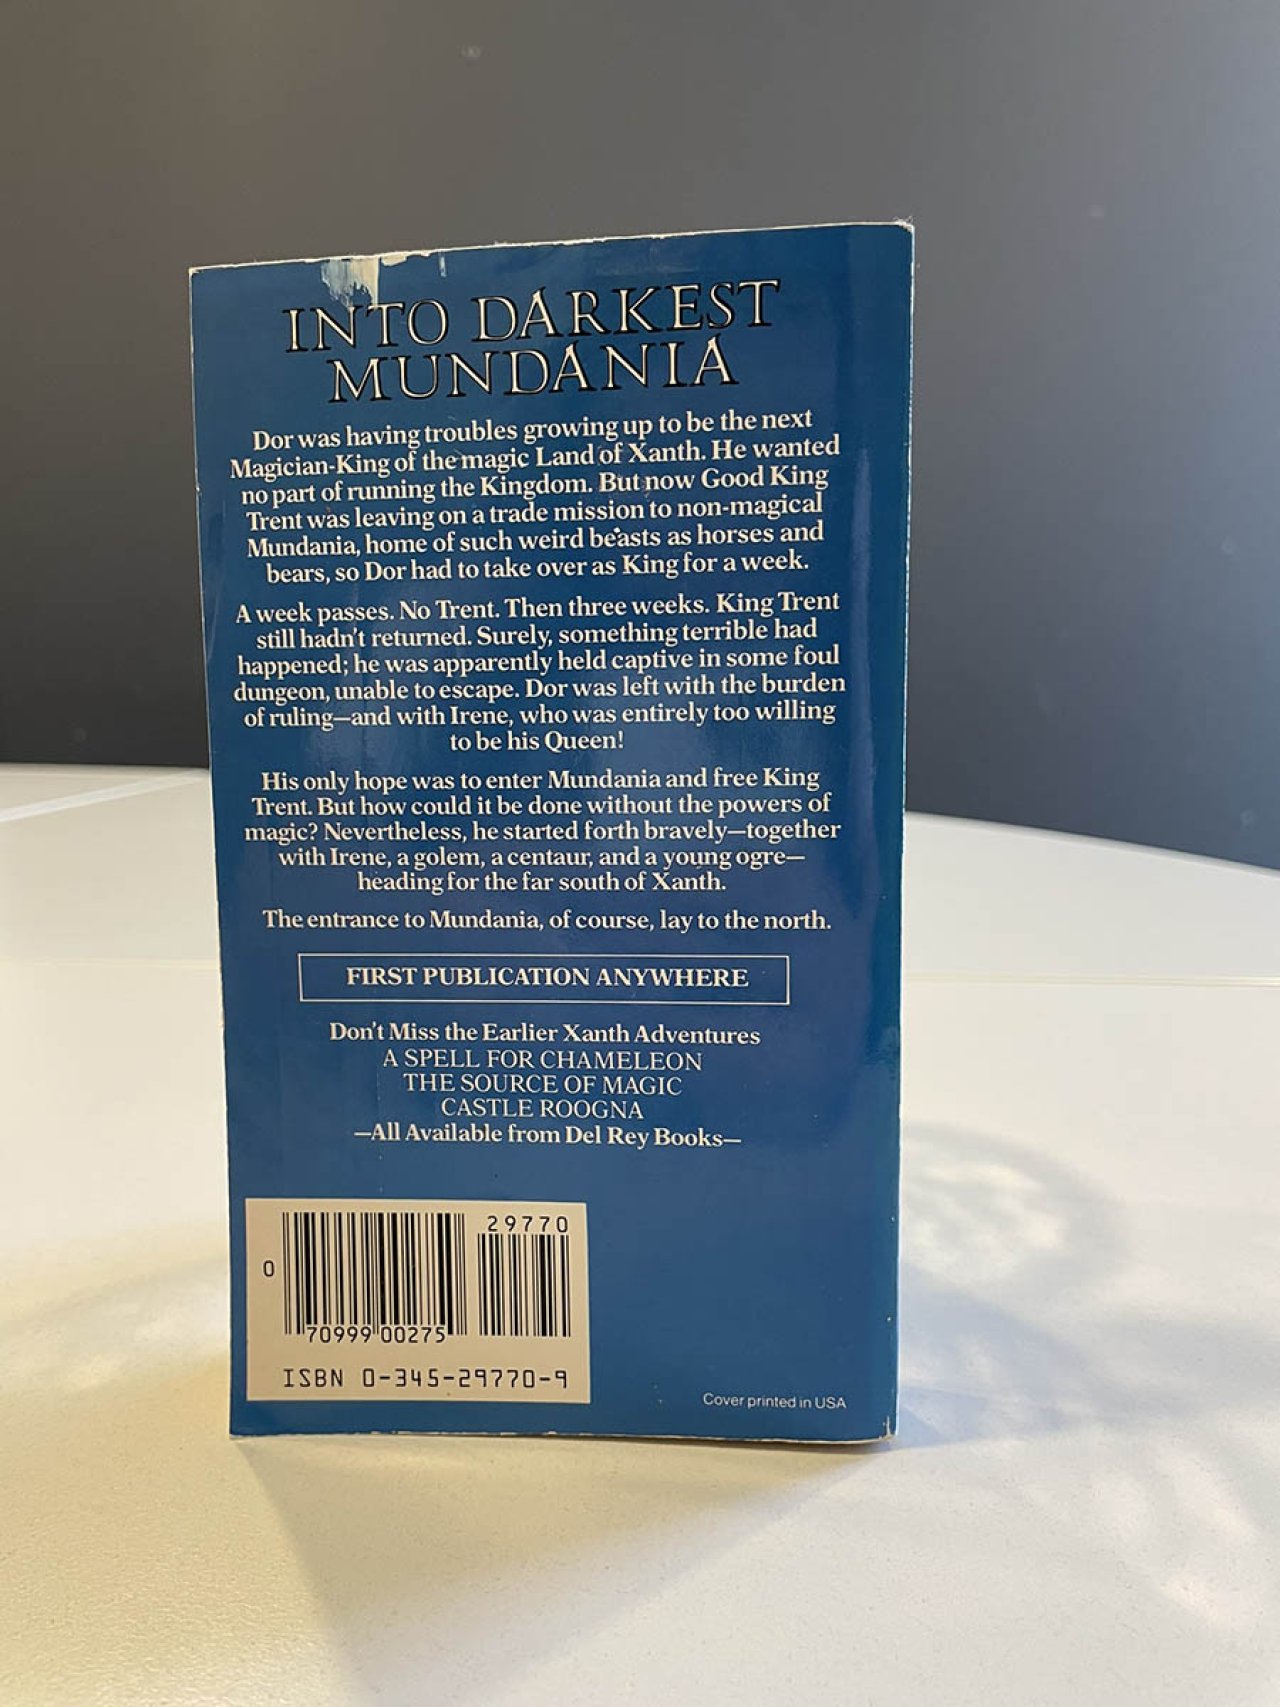 INTO DARKEST
MUNDANIA
Dor was having troubles growing up to be the next
Magician-King of the magic Land of Xanth. He wanted
no part of running the Kingdom. But now Good King
Trent was leaving on a trade mission to non-magical
Mundania, home of such weird beasts as horses and
bears, so Dor had to take over as King for a week.
A week passes. No Trent. Then three weeks. King Trent
still hadn't returned. Surely, something terrible had
happened; he was apparently held captive in some foul
dungeon, unable to escape. Dor was left with the burden
of ruling—and with Irene, who was entirely too willing
to be his Queen!
His only hope was to enter Mundania and free King
Trent. But how could it be done without the powers of
magic? Nevertheless, he started forth bravely—together
with Irene, a golem, a centaur, and a young ogre—
heading for the far south of Xanth.
The entrance to Mundania, of course, lay to the north.
FIRST PUBLICATION ANYWHERE
Don't Miss the Earlier Xanth Adventures
A SPELL FOR CHAMELEON
THE SOURCE OF MAGIC
CASTLE ROOGNA
—All Available from Del Rey Books—
29770
0
70999 00275
ISBN 0-345-29770-9
Cover printed in USA